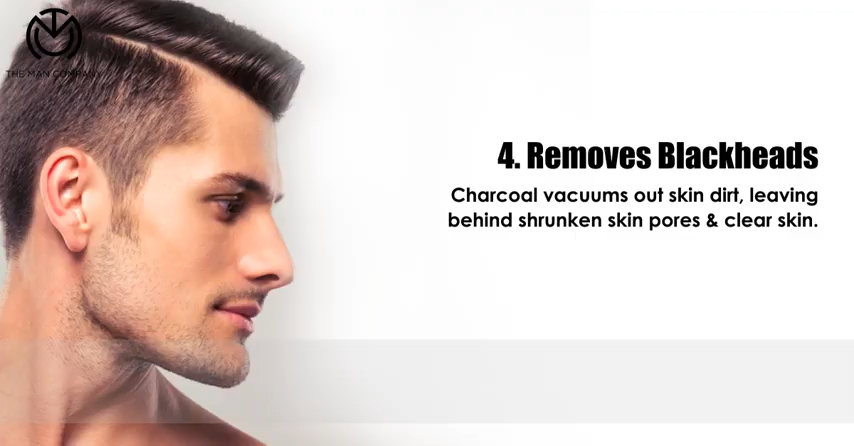 THE MAN COMPANY
4. Removes Blackheads
Charcoal vacuums out skin dirt, leaving
behind shrunken skin pores & clear skin.